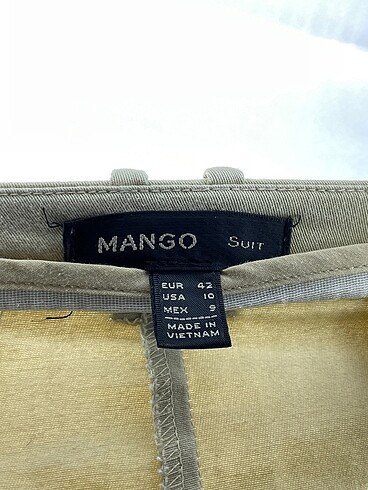 MANGO SUIT
EUR 42
USA 10
MEX 9
MADE IN
VIETNAM